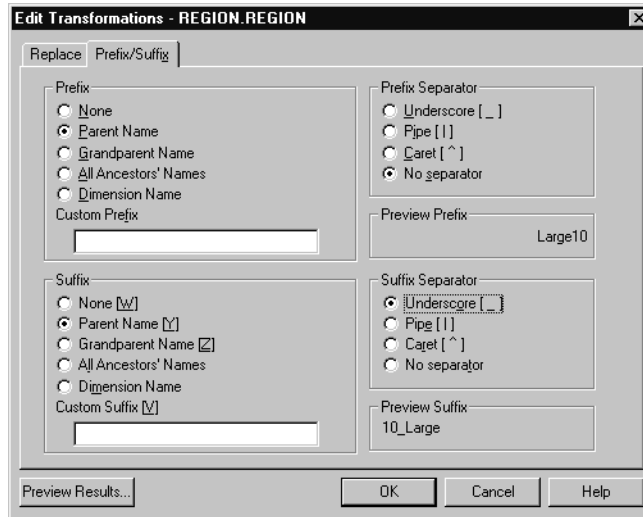 Edit Transformations - REGION.REGION
Replace
Prefix/Suffix
Prefix
None
Parent Name
Grandparent Name
All Ancestors' Names
Dimension Name
Custom Prefix
Prefix Separator
Underscore [ _ ]
Pipe [ | ]
Caret [ ^ ]
No separator
Preview Prefix
Large10
Suffix
None [W]
Parent Name [Y]
Grandparent Name [Z]
All Ancestors' Names
Dimension Name
Custom Suffix [V]
Suffix Separator
Underscore [ _ ]
Pipe [ | ]
Caret [ ^ ]
No separator
Preview Suffix
10_Large
Preview Results...
OK
Cancel
Help